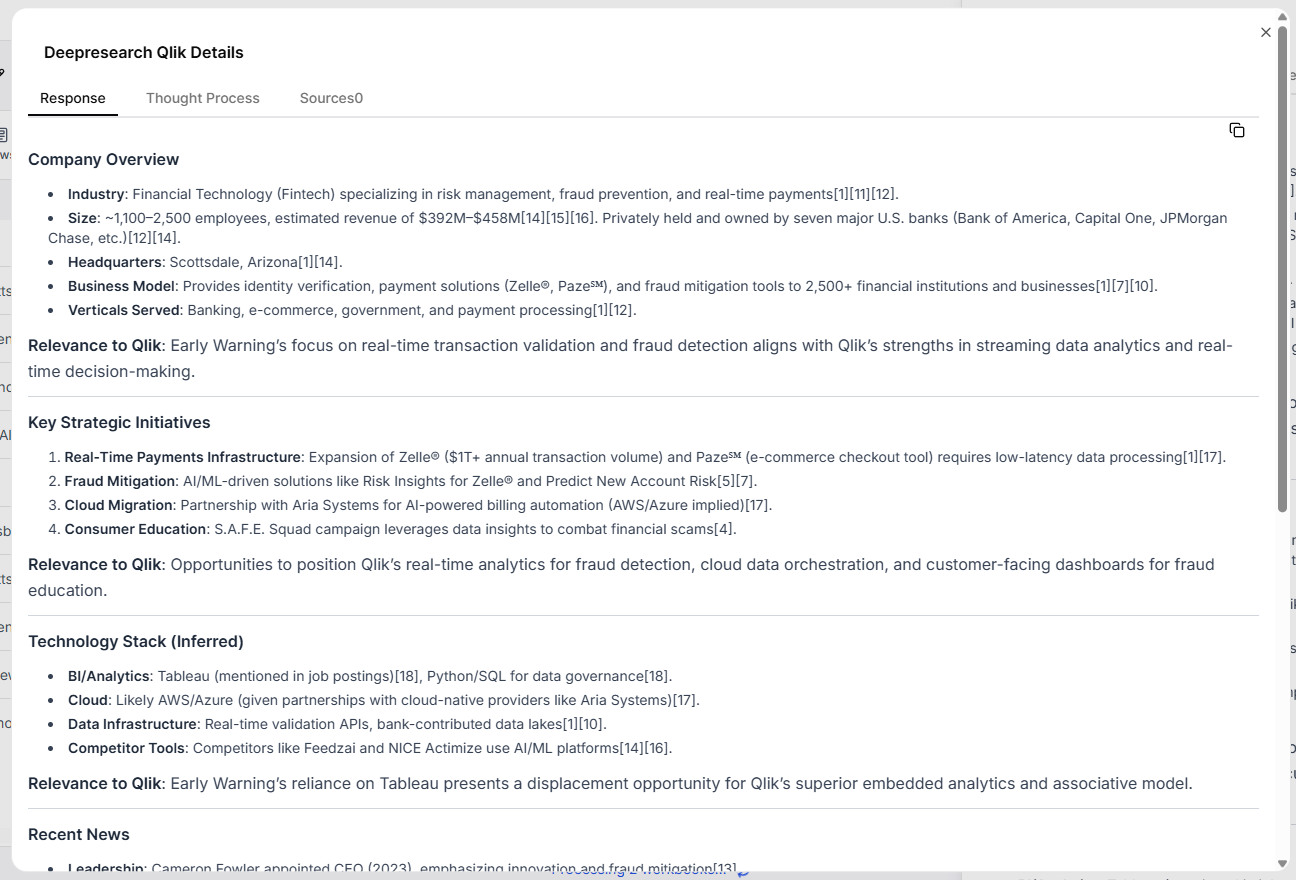 Deepresearch Qlik Details
Response Thought Process Sources0
Company Overview
• Industry: Financial Technology (Fintech) specializing in risk management, fraud prevention, and real-time payments[1][11][12].
• Size: ~1,100–2,500 employees, estimated revenue of $392M–$458M[14][15][16]. Privately held and owned by seven major U.S. banks (Bank of America, Capital One, JPMorgan
Chase, etc.)[12][14].
• Headquarters: Scottsdale, Arizona[1][14].
• Business Model: Provides identity verification, payment solutions (Zelle®, Paze℠), and fraud mitigation tools to 2,500+ financial institutions and businesses[1][7][10].
• Verticals Served: Banking, e-commerce, government, and payment processing[1][12].
Relevance to Qlik: Early Warning’s focus on real-time transaction validation and fraud detection aligns with Qlik’s strengths in streaming data analytics and real-
time decision-making.
Key Strategic Initiatives
1. Real-Time Payments Infrastructure: Expansion of Zelle® ($1T+ annual transaction volume) and Paze℠ (e-commerce checkout tool) requires low-latency data processing[1][17].
2. Fraud Mitigation: AI/ML-driven solutions like Risk Insights for Zelle® and Predict New Account Risk[5][7].
3. Cloud Migration: Partnership with Aria Systems for AI-powered billing automation (AWS/Azure implied)[17].
4. Consumer Education: S.A.F.E. Squad campaign leverages data insights to combat financial scams[4].
Relevance to Qlik: Opportunities to position Qlik’s real-time analytics for fraud detection, cloud data orchestration, and customer-facing dashboards for fraud
education.
Technology Stack (Inferred)
• BI/Analytics: Tableau (mentioned in job postings)[18], Python/SQL for data governance[18].
• Cloud: Likely AWS/Azure (given partnerships with cloud-native providers like Aria Systems)[17].
• Data Infrastructure: Real-time validation APIs, bank-contributed data lakes[1][10].
• Competitor Tools: Competitors like Feedzai and NICE Actimize use AI/ML platforms[14][16].
Relevance to Qlik: Early Warning’s reliance on Tableau presents a displacement opportunity for Qlik’s superior embedded analytics and associative model.
Recent News
• Leadership: Cameron Fowler appointed CEO (2023), emphasizing innovation and fraud mitigation[13].